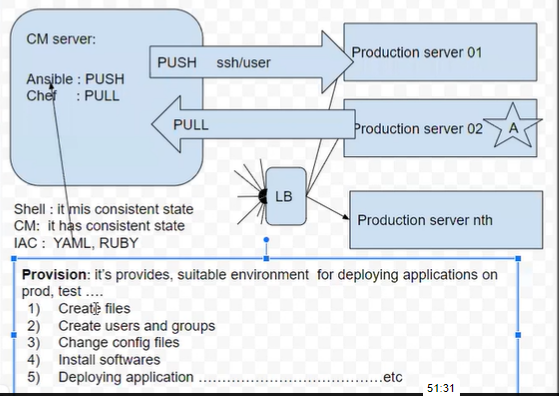 CM server:
Ansible : PUSH
Chef : PULL
PUSH ssh/user
PULL
Production server 01
Production server 02
A
LB
Production server nth
Shell : it mis consistent state
CM: it has consistent state
IAC : YAML, RUBY
Provision: it's provides, suitable environment for deploying applications on
prod, test ....
1) Create files
2) Create users and groups
3) Change config files
4) Install softwares
5) Deploying application ..........................................etc
51:31